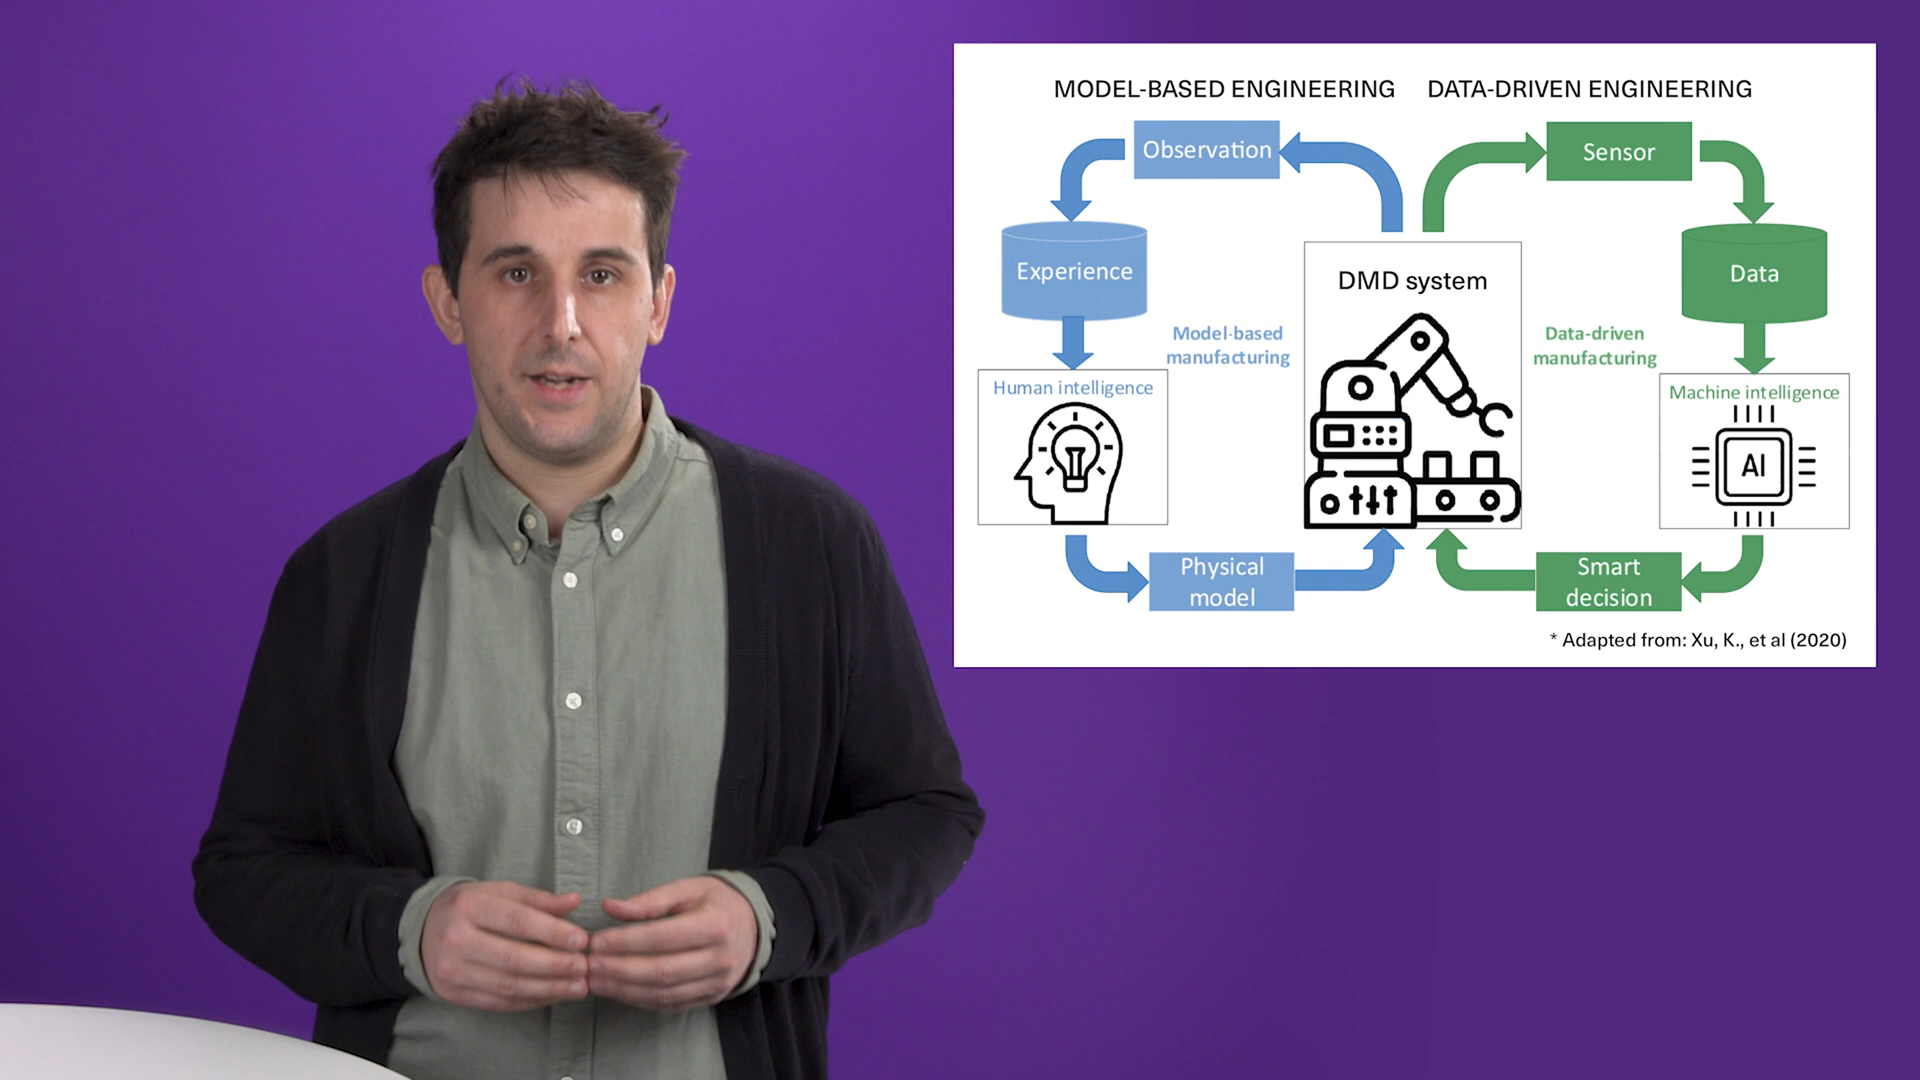 MODEL-BASED ENGINEERING
DATA-DRIVEN ENGINEERING
Observation
Sensor
Experience
Data
DMD system
Model-based
manufacturing
Data-driven
manufacturing
Human intelligence
Machine intelligence
AI
Physical
model
Smart
decision
* Adapted from: Xu, K., et al (2020)